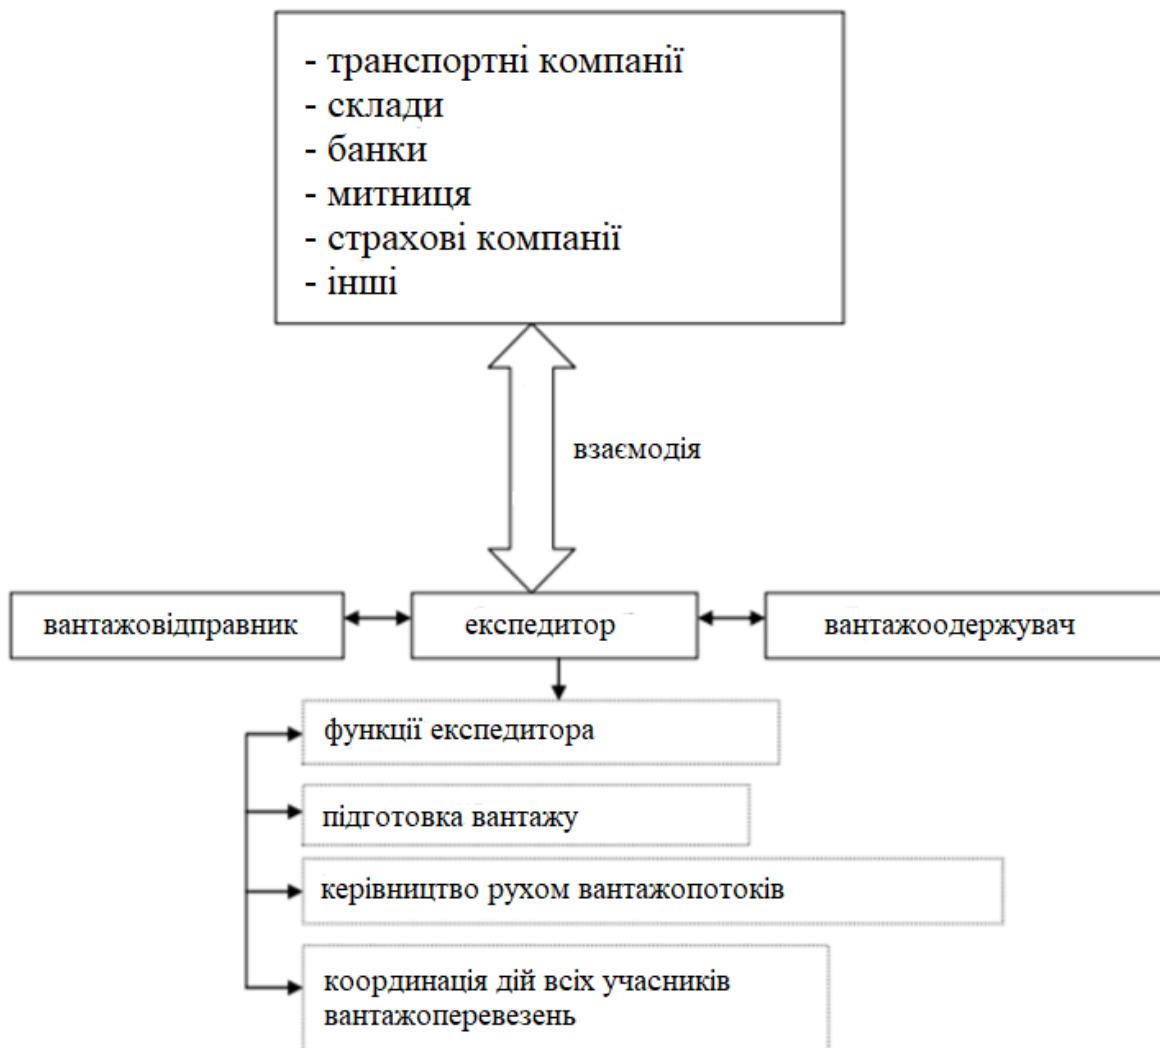 - транспортні компанії
- склади
- банки
- митниця
- страхові компанії
- інші
взаємодія
вантажовідправник
експедитор
вантажоодержувач
функції експедитора
підготовка вантажу
керівництво рухом вантажопотоків
координація дій всіх учасників
вантажоперевезень